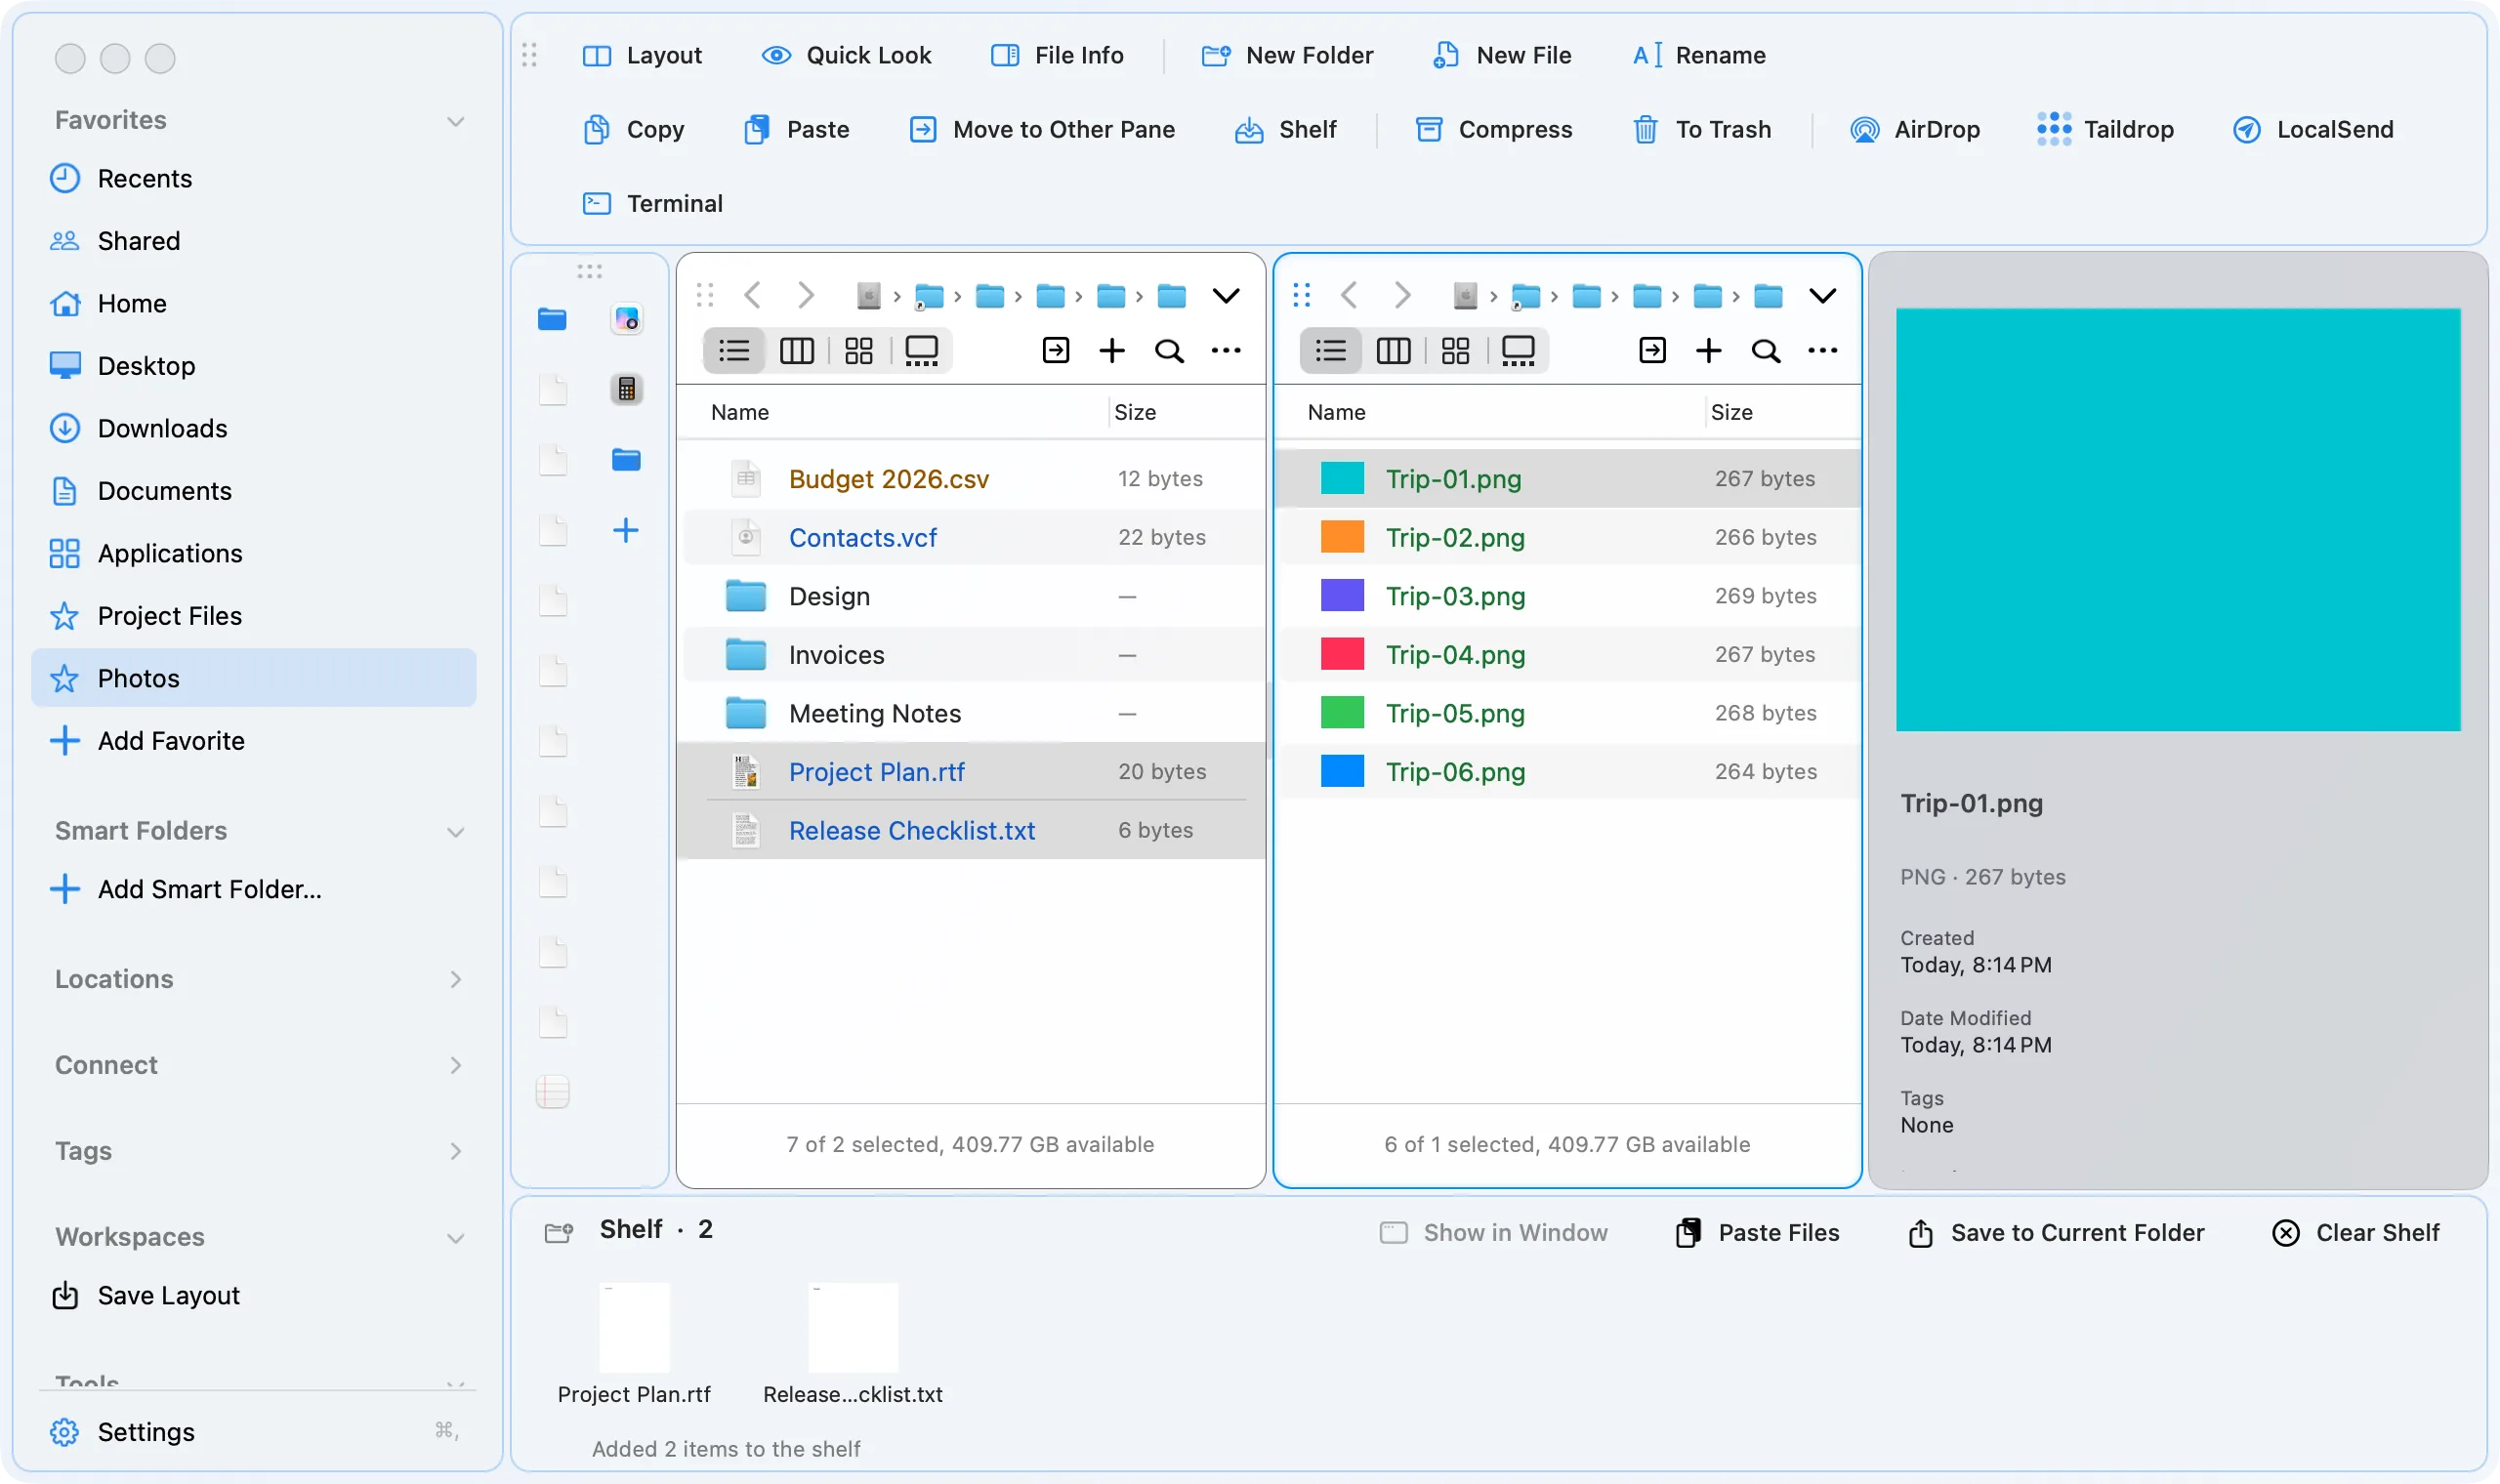 Favorites
Recents
Shared
Home
Desktop
Downloads
Documents
Applications
Project Files
Photos
Add Favorite
Smart Folders
Add Smart Folder...
Locations
Connect
Tags
Workspaces
Save Layout
Tools
Settings ⌘,
Layout Quick Look File Info New Folder New File Rename
Copy Paste Move to Other Pane Shelf Compress To Trash AirDrop Taildrop LocalSend
Terminal
Name Size
Budget 2026.csv 12 bytes
Contacts.vcf 22 bytes
Design —
Invoices —
Meeting Notes —
Project Plan.rtf 20 bytes
Release Checklist.txt 6 bytes
7 of 2 selected, 409.77 GB available
Name Size
Trip-01.png 267 bytes
Trip-02.png 266 bytes
Trip-03.png 269 bytes
Trip-04.png 267 bytes
Trip-05.png 268 bytes
Trip-06.png 264 bytes
6 of 1 selected, 409.77 GB available
Trip-01.png
PNG · 267 bytes
Created
Today, 8:14 PM
Date Modified
Today, 8:14 PM
Tags
None
Shelf · 2 Show in Window Paste Files Save to Current Folder Clear Shelf
Project Plan.rtf Release...cklist.txt
Added 2 items to the shelf